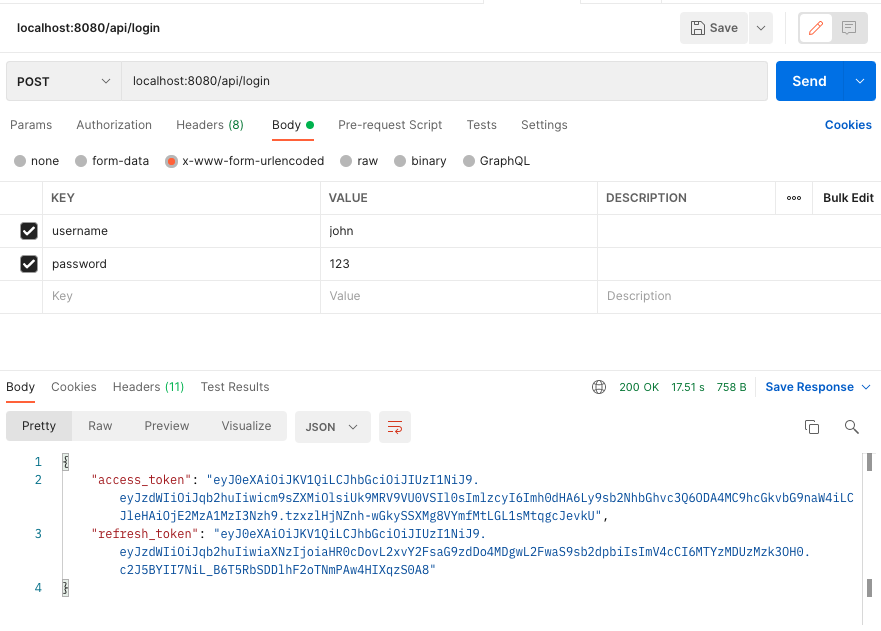 localhost:8080/api/login
Save
POST localhost:8080/api/login Send
Params Authorization Headers (8) Body Pre-request Script Tests Settings Cookies
none form-data x-www-form-urlencoded raw binary GraphQL
KEY VALUE DESCRIPTION ooo Bulk Edit
username john
password 123
Key Value Description
Body Cookies Headers (11) Test Results 200 OK 17.51 s 758 B Save Response
Pretty Raw Preview Visualize JSON
1 {
2 "access_token": "eyJ0eXAiOiJKV1QiLCJhbGciOiJIUzI1NiJ9.
eyJzdWIiOiJqb2huIiwicm9sZXMiOlsiUk9MRV9VU0VSIl0sImlzcyI6Imh0dHA6Ly9sb2NhbGhvc3Q6ODA4MC9hcGkvbG9naW4iLC
JleHAiOjE2MzA1MzI3Nzh9.tzxzlHjNZnh-wGkySSXMg8VYmfMtLGL1sMtqgcJevkU",
3 "refresh_token": "eyJ0eXAiOiJKV1QiLCJhbGciOiJIUzI1NiJ9.
eyJzdWIiOiJqb2huIiwiaXNzIjoiaHR0cDovL2xvY2FsaG9zdDo4MDgwL2FwaS9sb2dpbiIsImV4cCI6MTYzMDUzMzk3OH0.
c2J5BYII7NiL_B6T5RbSDDlhF2oTNmPAw4HIXqzS0A8"
4 }